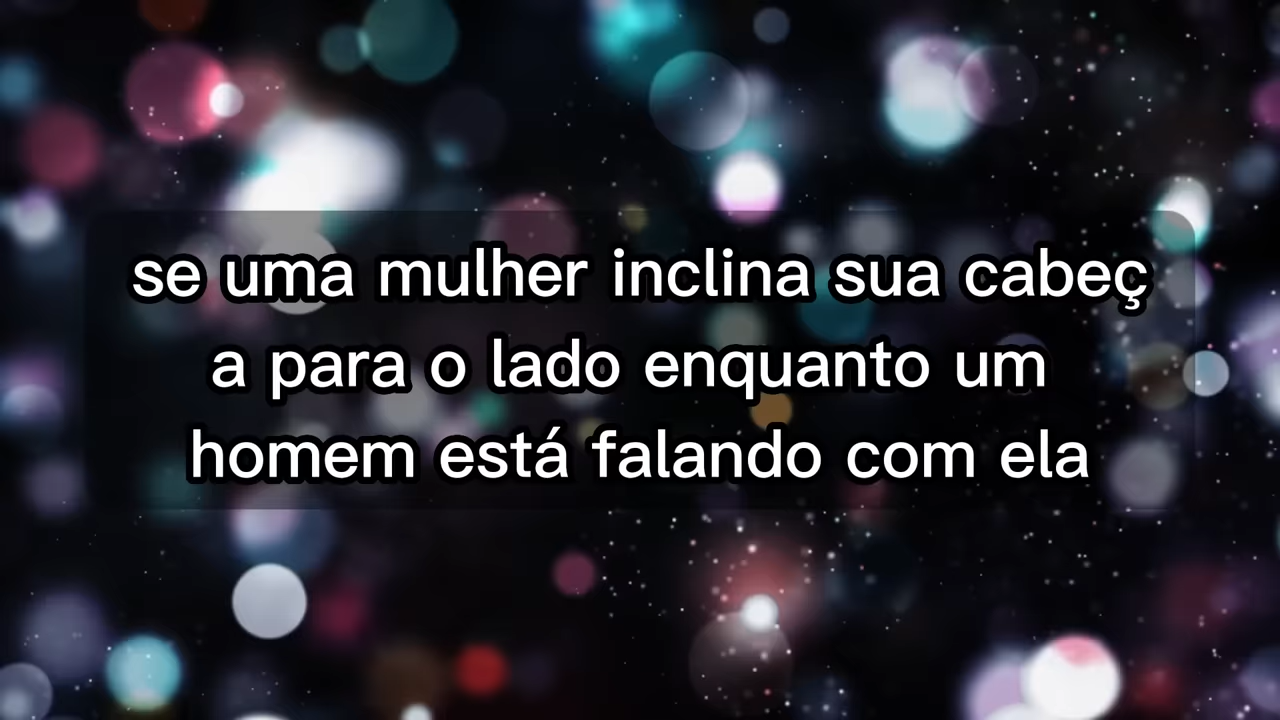 se uma mulher inclina sua cabeç
a para o lado enquanto um
homem está falando com ela